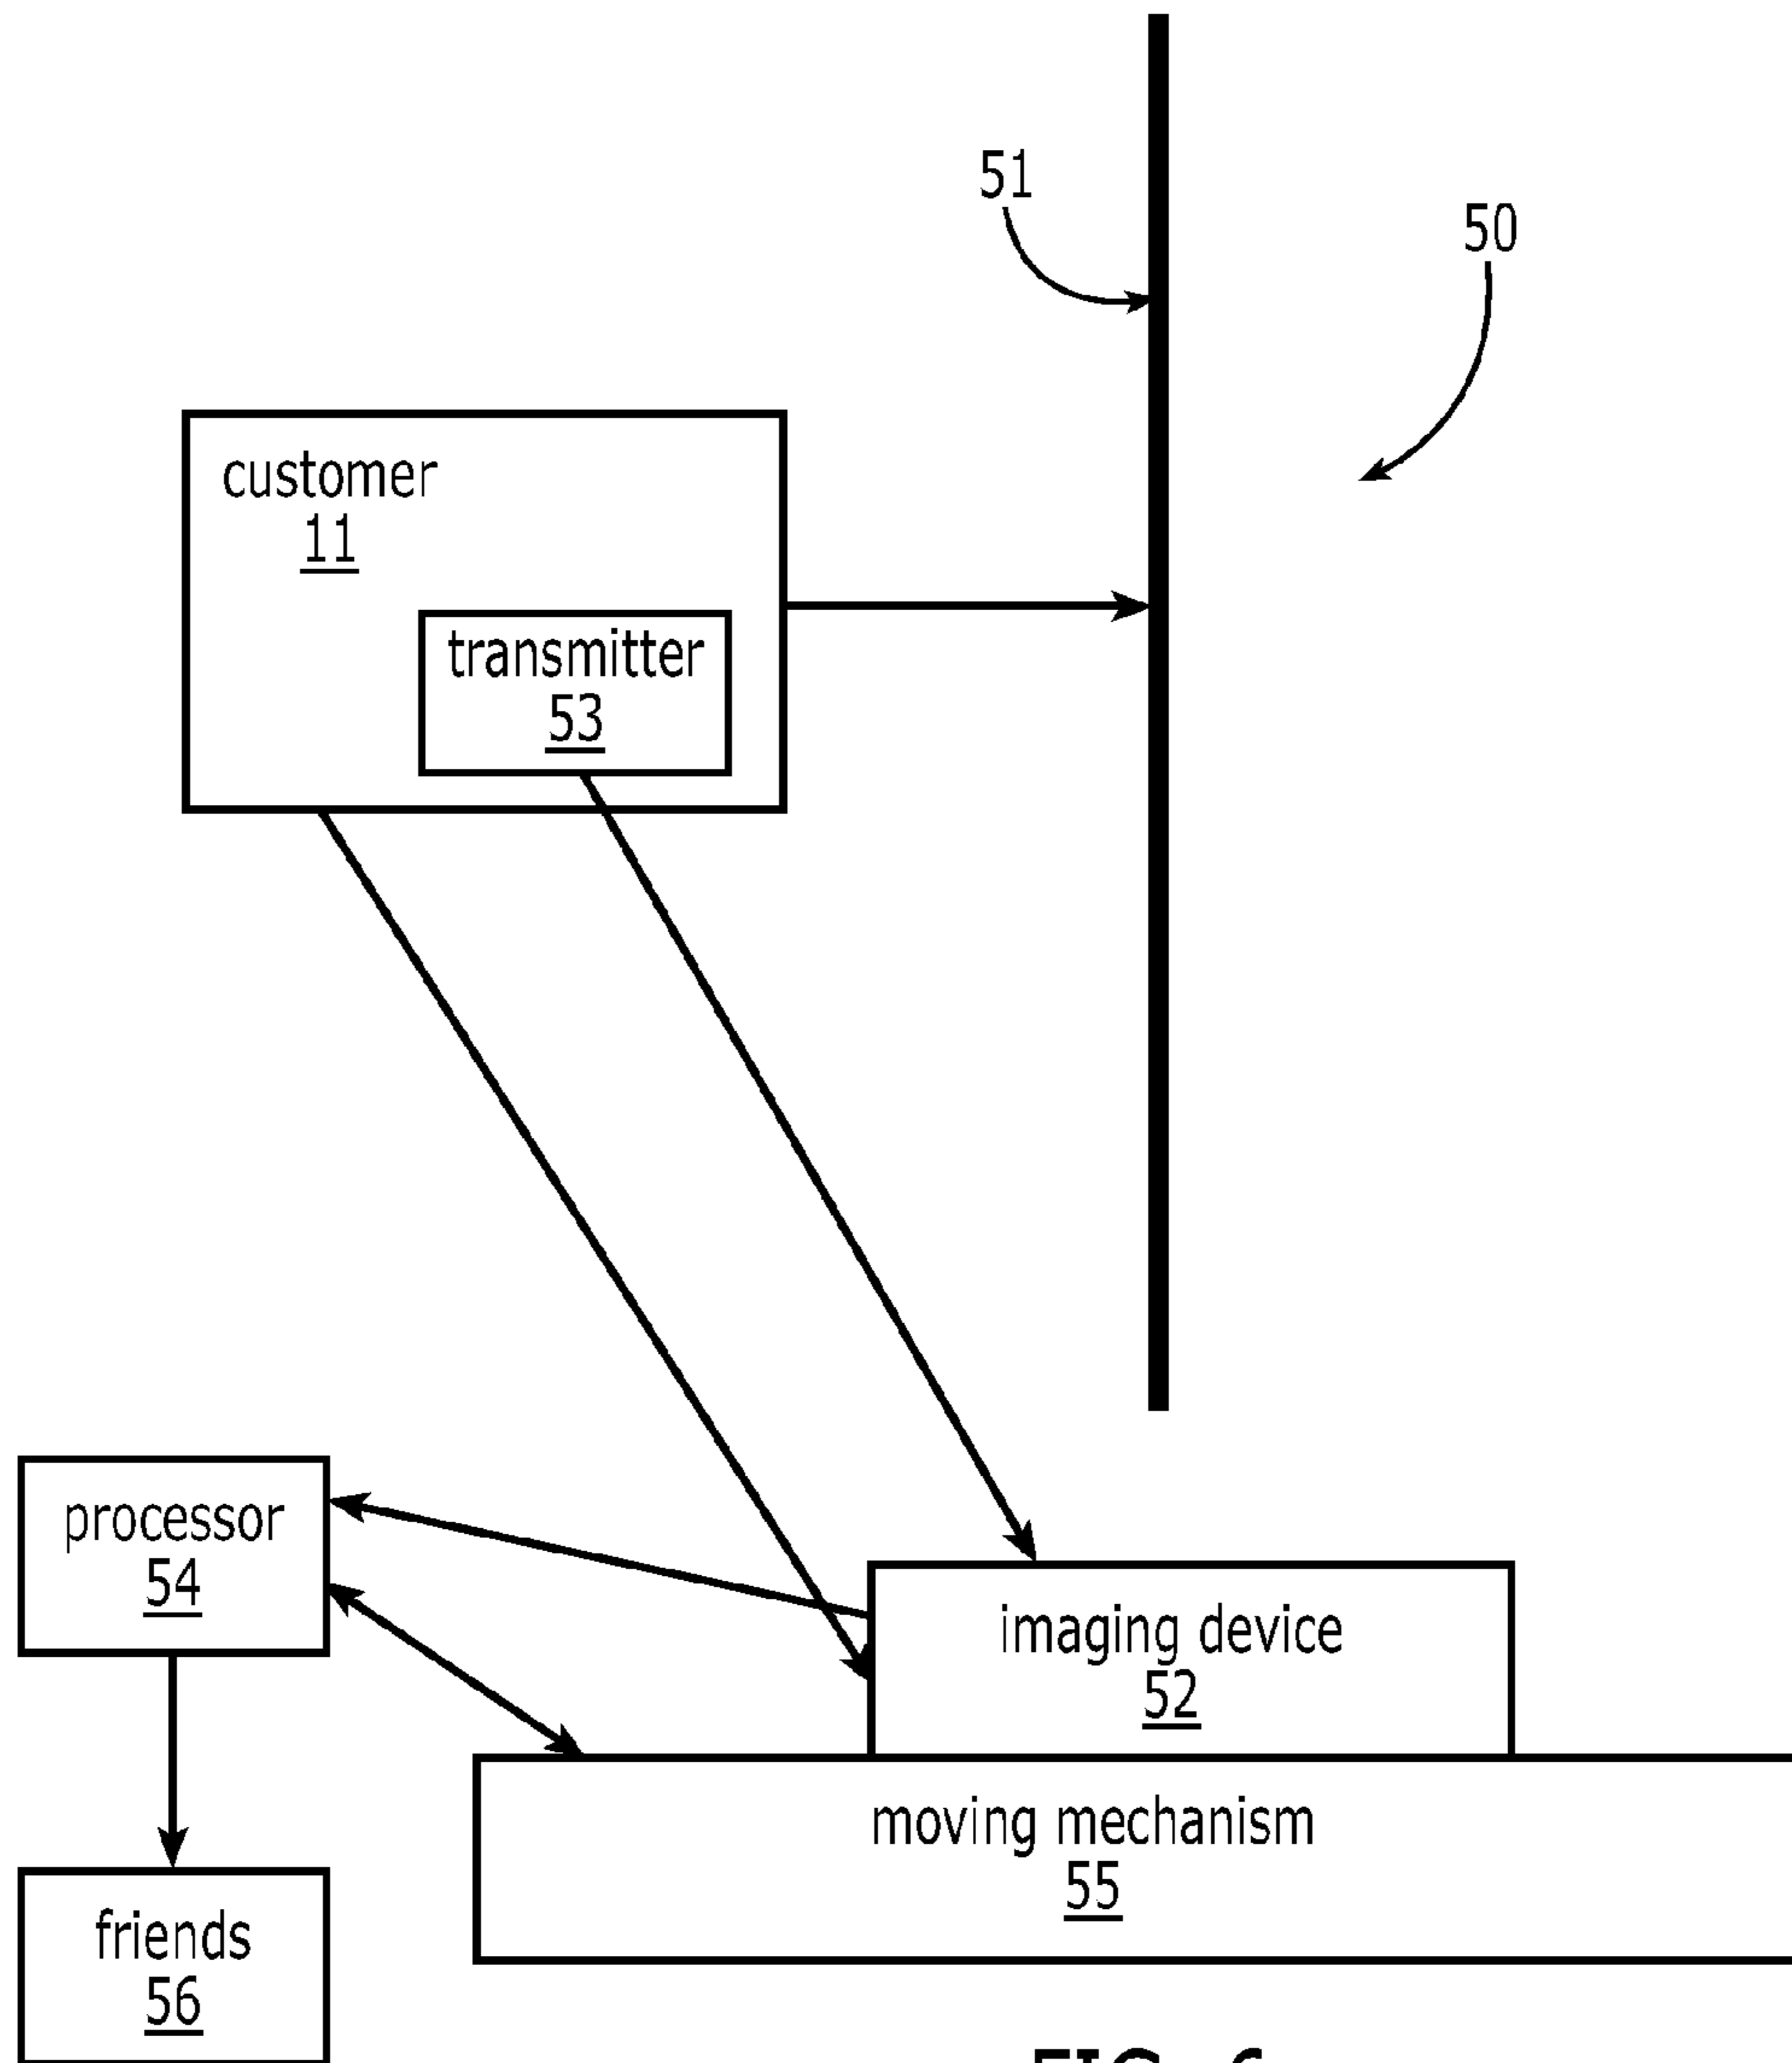 51
50
customer
11
transmitter
53
processor
54
imaging device
52
moving mechanism
55
friends
56